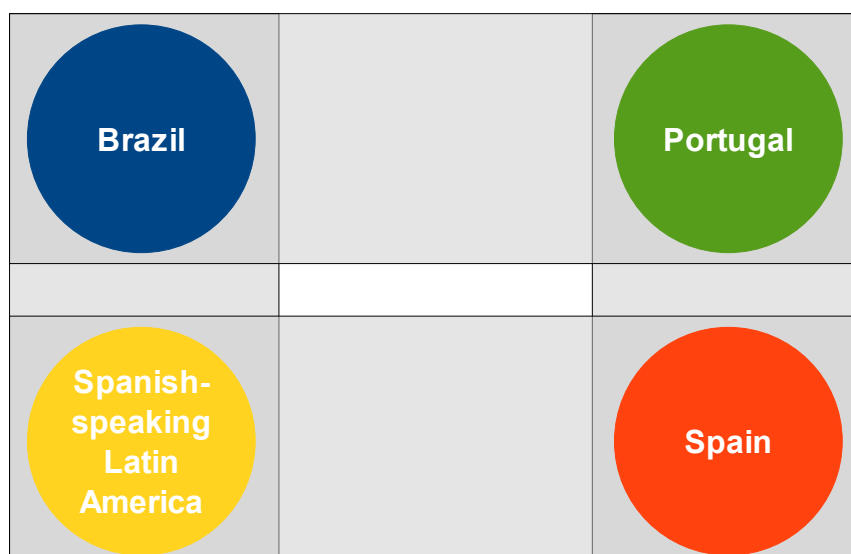 Brazil
Portugal
Spanish-
speaking
Latin
America
Spain